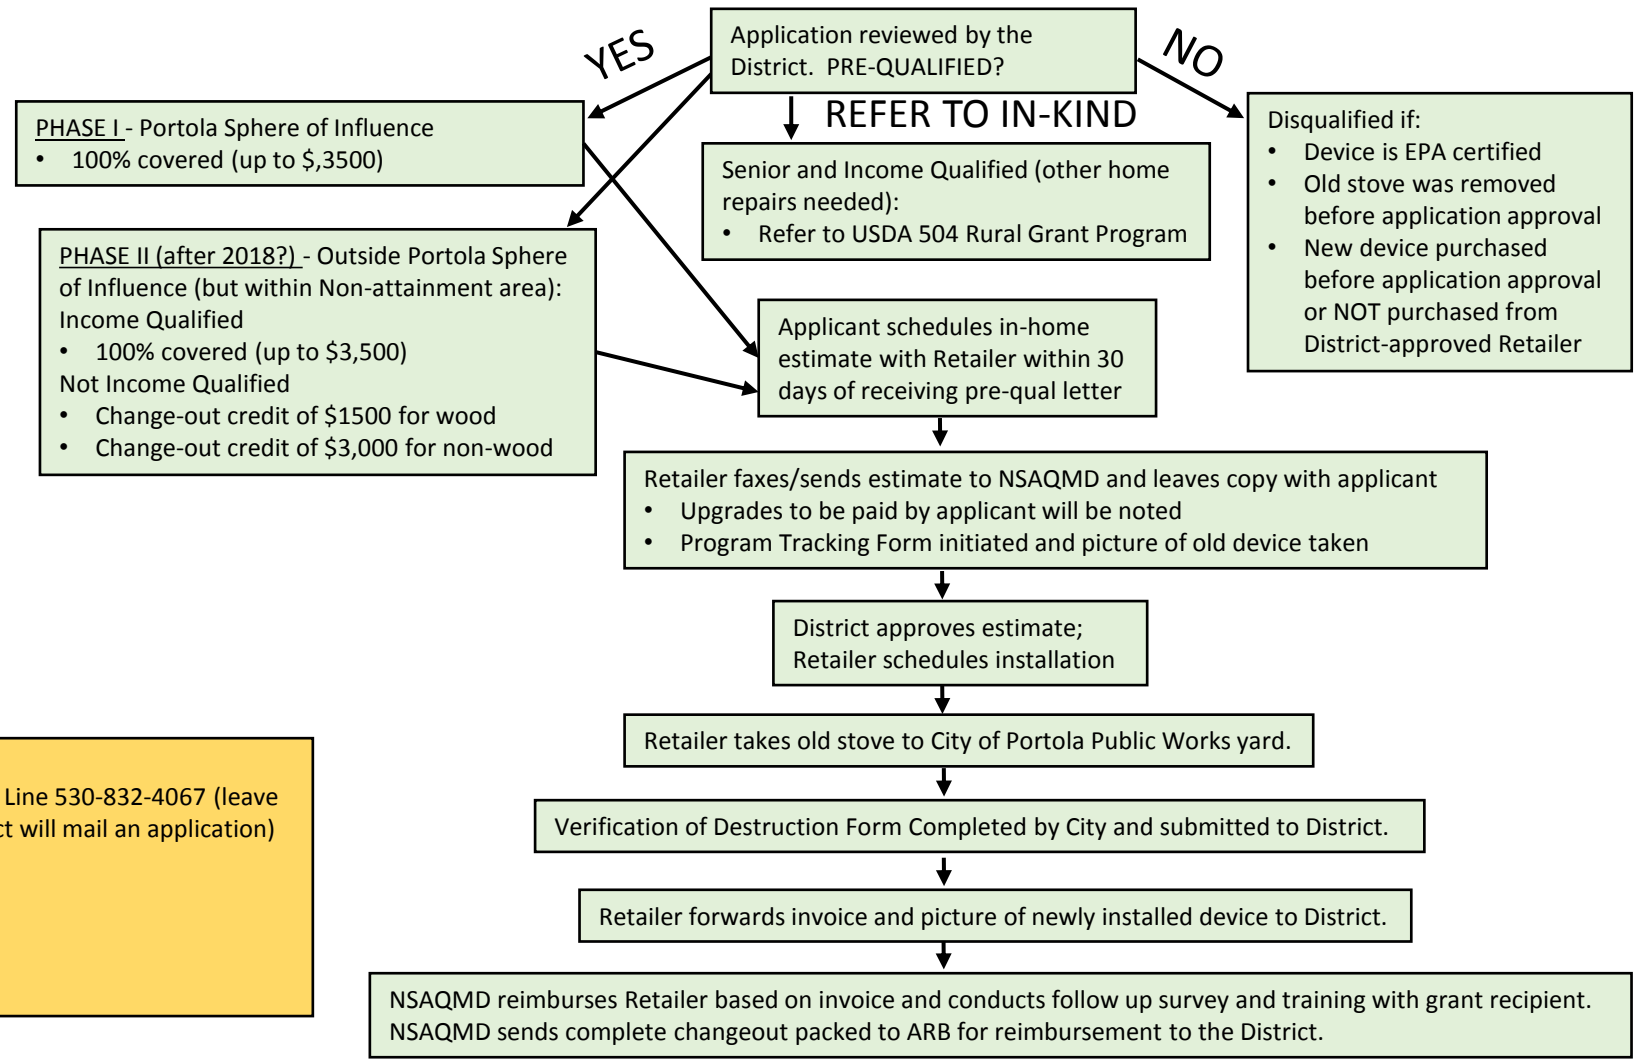 Application reviewed by the
District. PRE-QUALIFIED?
YES
NO
REFER TO IN-KIND
PHASE I - Portola Sphere of Influence
• 100% covered (up to $,3500)
Senior and Income Qualified (other home
repairs needed):
• Refer to USDA 504 Rural Grant Program
Disqualified if:
• Device is EPA certified
• Old stove was removed
before application approval
• New device purchased
before application approval
or NOT purchased from
District-approved Retailer
PHASE II (after 2018?) - Outside Portola Sphere
of Influence (but within Non-attainment area):
Income Qualified
• 100% covered (up to $3,500)
Not Income Qualified
• Change-out credit of $1500 for wood
• Change-out credit of $3,000 for non-wood
Applicant schedules in-home
estimate with Retailer within 30
days of receiving pre-qual letter
Retailer faxes/sends estimate to NSAQMD and leaves copy with applicant
• Upgrades to be paid by applicant will be noted
• Program Tracking Form initiated and picture of old device taken
District approves estimate;
Retailer schedules installation
Retailer takes old stove to City of Portola Public Works yard.
Line 530-832-4067 (leave
ct will mail an application)
Verification of Destruction Form Completed by City and submitted to District.
Retailer forwards invoice and picture of newly installed device to District.
NSAQMD reimburses Retailer based on invoice and conducts follow up survey and training with grant recipient.
NSAQMD sends complete changeout packed to ARB for reimbursement to the District.